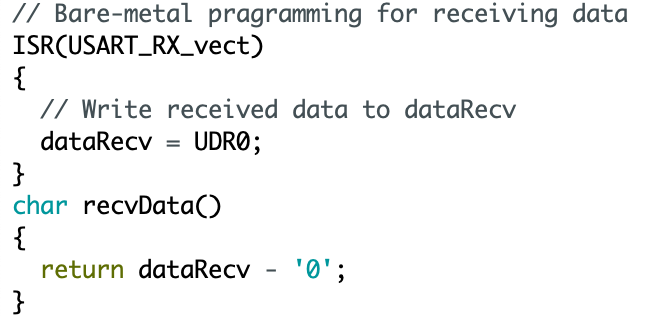 // Bare-metal pragramming for receiving data
ISR(USART_RX_vect)
{
  // Write received data to dataRecv
  dataRecv = UDR0;
}
char recvData()
{
  return dataRecv - '0';
}